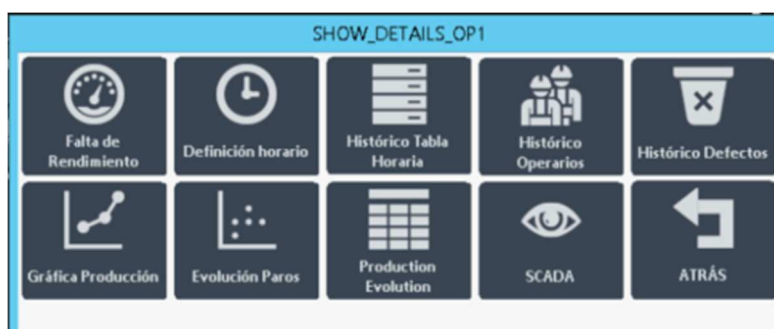 SHOW_DETAILS_OP1
Falta de
Rendimiento
Definición horario
Histórico Tabla
Horaria
Histórico
Operarios
Histórico Defectos
Gráfica Producción
Evolución Paros
Production
Evolution
SCADA
ATRÁS